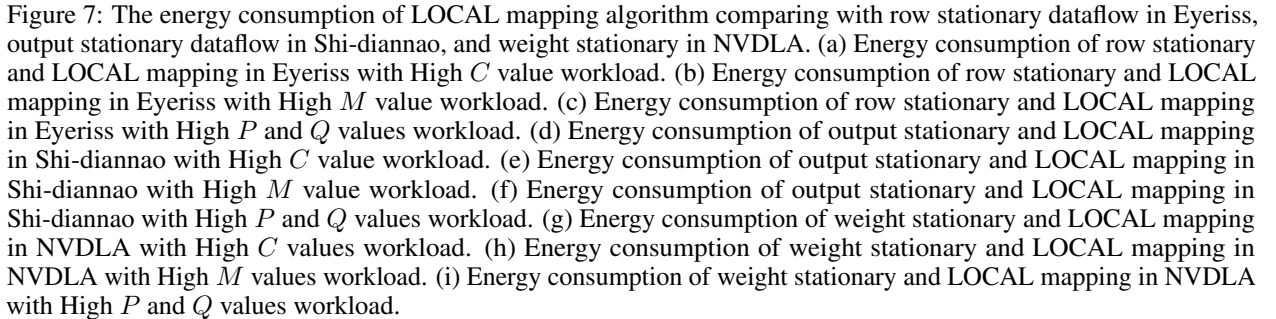 Figure 7: The energy consumption of LOCAL mapping algorithm comparing with row stationary dataflow in Eyeriss,
output stationary dataflow in Shi-diannao, and weight stationary in NVDLA. (a) Energy consumption of row stationary
and LOCAL mapping in Eyeriss with High C value workload. (b) Energy consumption of row stationary and LOCAL
mapping in Eyeriss with High M value workload. (c) Energy consumption of row stationary and LOCAL mapping
in Eyeriss with High P and Q values workload. (d) Energy consumption of output stationary and LOCAL mapping
in Shi-diannao with High C value workload. (e) Energy consumption of output stationary and LOCAL mapping in
Shi-diannao with High M value workload. (f) Energy consumption of output stationary and LOCAL mapping in
Shi-diannao with High P and Q values workload. (g) Energy consumption of weight stationary and LOCAL mapping
in NVDLA with High C values workload. (h) Energy consumption of weight stationary and LOCAL mapping in
NVDLA with High M values workload. (i) Energy consumption of weight stationary and LOCAL mapping in NVDLA
with High P and Q values workload.